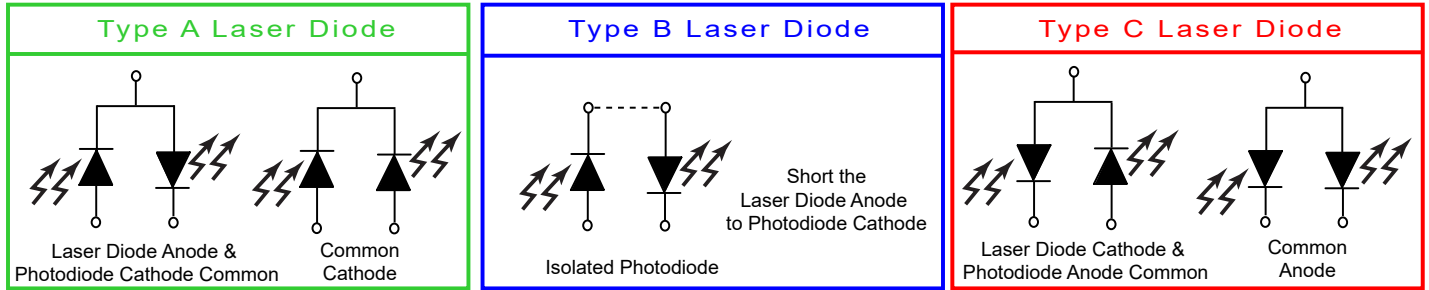 Type A Laser Diode
Laser Diode Anode &
Photodiode Cathode Common
Common
Cathode
Type B Laser Diode
Short the
Laser Diode Anode
to Photodiode Cathode
Isolated Photodiode
Type C Laser Diode
Laser Diode Cathode &
Photodiode Anode Common
Common
Anode